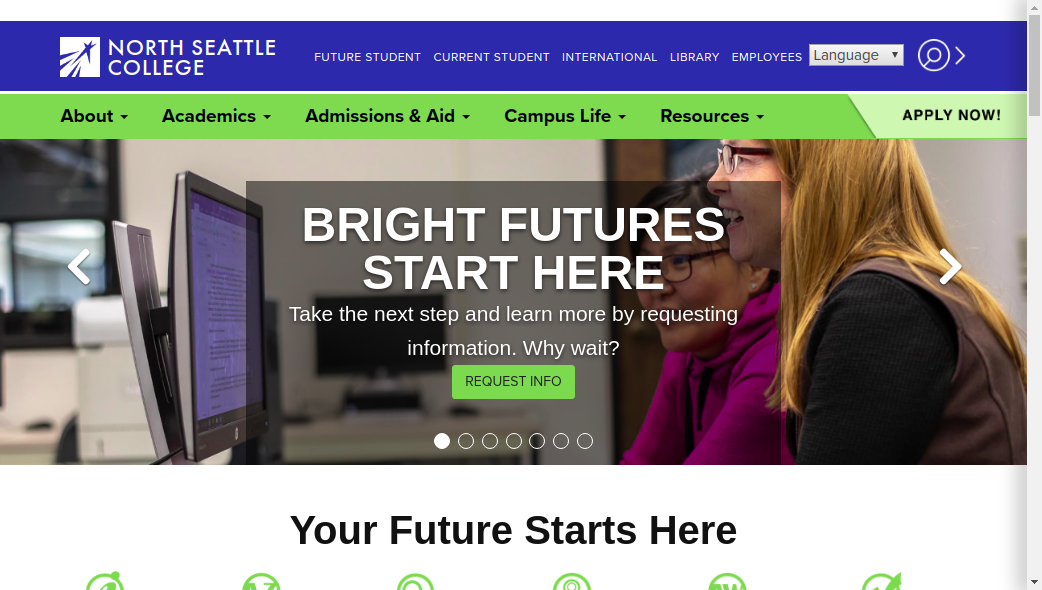 NORTH SEATTLE
COLLEGE
FUTURE STUDENT CURRENT STUDENT INTERNATIONAL LIBRARY EMPLOYEES Language
About Academics Admissions & Aid Campus Life Resources APPLY NOW!
BRIGHT FUTURES
START HERE
Take the next step and learn more by requesting
information. Why wait?
REQUEST INFO
Your Future Starts Here